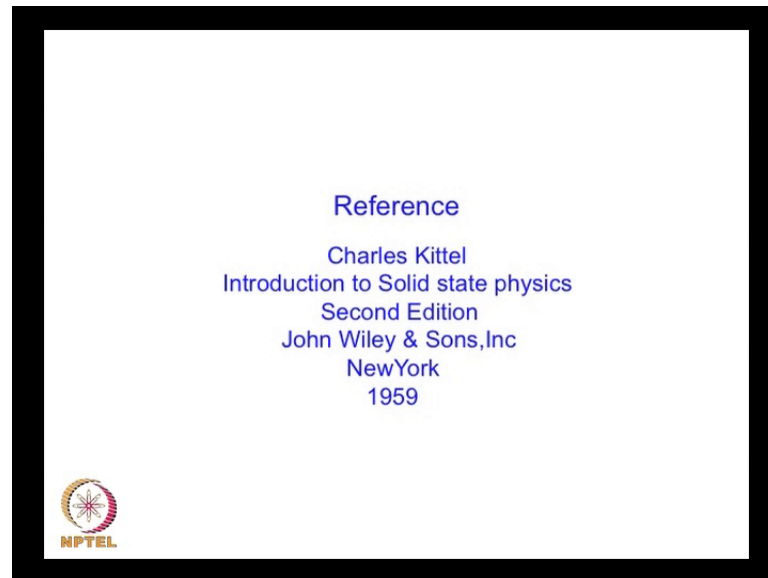 Reference
Charles Kittel
Introduction to Solid state physics
Second Edition
John Wiley & Sons,Inc
NewYork
1959
NPTEL